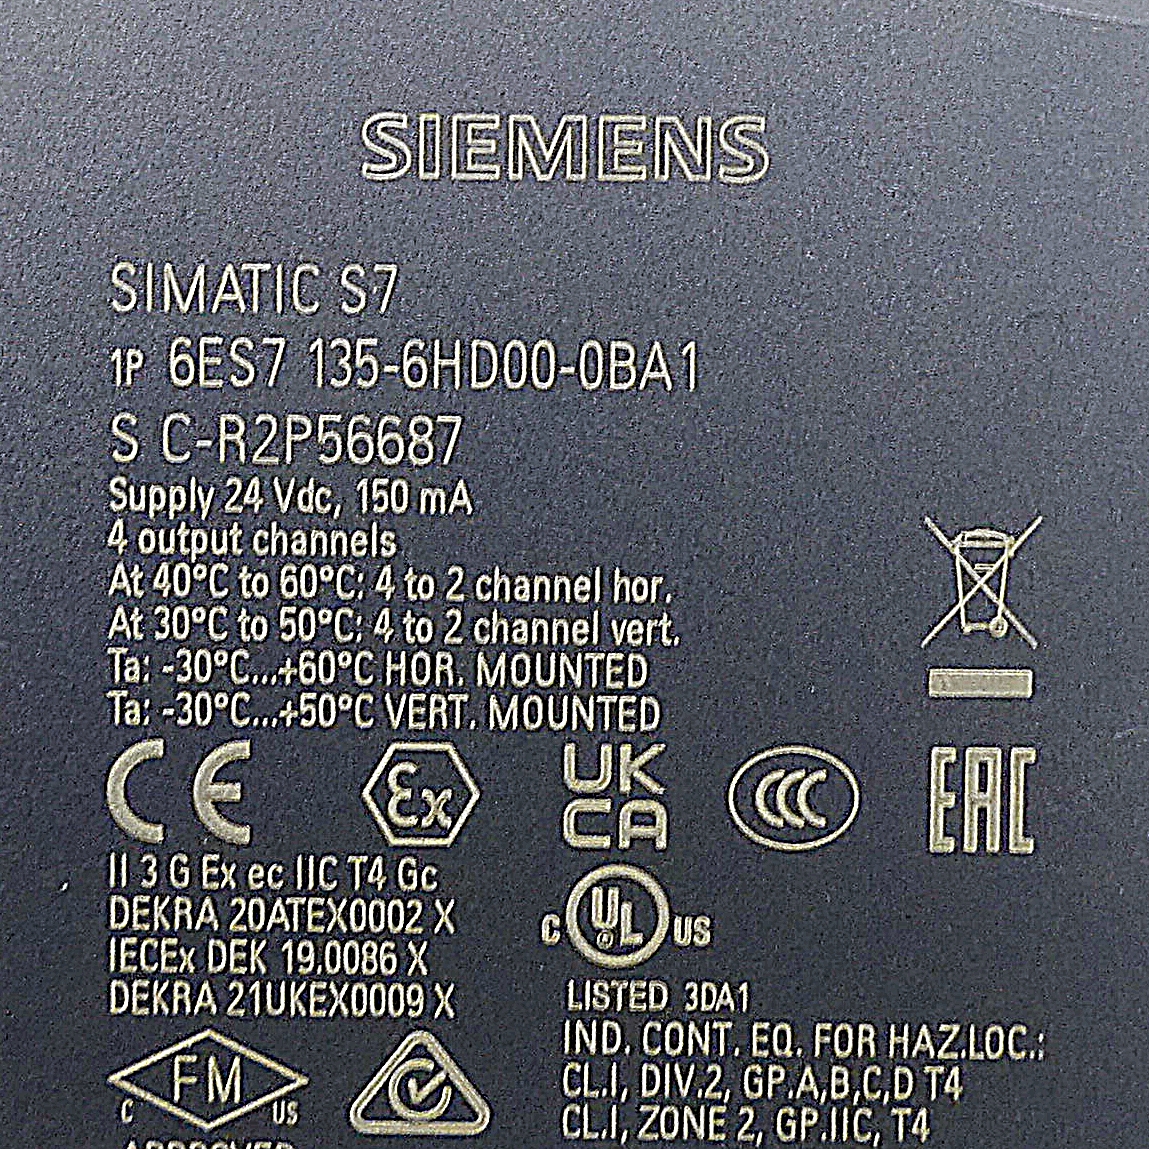 SIEMENS
SIMATIC S7
1P 6ES7 135-6HD00-0BA1
S C-R2P56687
Supply 24 Vdc, 150 mA
4 output channels
At 40°C to 60°C: 4 to 2 channel hor.
At 30°C to 50°C: 4 to 2 channel vert.
Ta: -30°C...+60°C HOR. MOUNTED
Ta: -30°C...+50°C VERT. MOUNTED
CE Ex UK CA CCC EAC
II 3 G Ex ec IIC T4 Gc
DEKRA 20ATEX0002 X
IECEx DEK 19.0086 X
DEKRA 21UKEX0009 X
C UL US
LISTED 3DA1
IND. CONT. EQ. FOR HAZ.LOC.:
CL.I, DIV.2, GP.A,B,C,D T4
CL.I, ZONE 2, GP.IIC, T4
C FM US